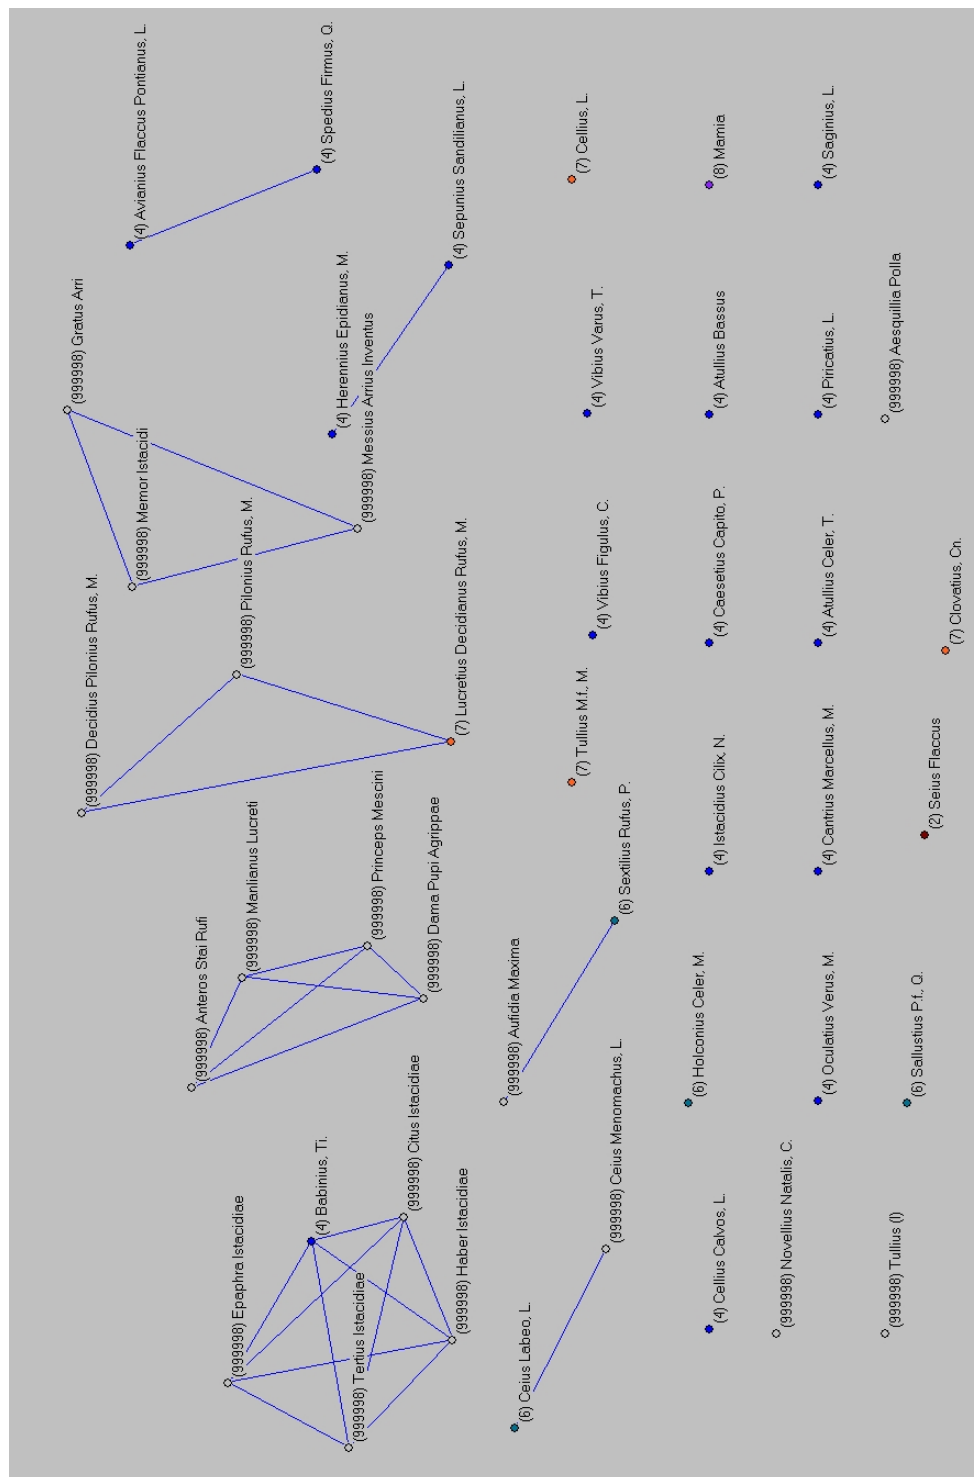 (4) Avianius Flaccus Pontianus, L.
(4) Spedius Firmus, Q.
(4) Sepunius Sandilianus, L.
(7) Cellius, L.
(8) Mamia
(4) Saginius, L.
(999998) Gratus Arri
(4) Herennius Epidianus, M.
(999998) Messius Arrius Inventus
(4) Vibius Varus, T.
(4) Atullius Bassus
(4) Piricatius, L.
(999998) Aesquillia Polla
(999998) Memor Istacidi
(999998) Pilonius Rufus, M.
(7) Lucretius Decidianus Rufus, M.
(4) Vibius Figulus, C.
(4) Caesetius Capito, P.
(4) Atullius Celer, T.
(7) Clovatius, Cn.
(999998) Decidius Pilonius Rufus, M.
(7) Tullius M.f., M.
(4) Istacidius Cilix, N.
(4) Cantrius Marcellus, M.
(2) Seius Flaccus
(999998) Anteros Stai Rufi
(999998) Manlianus Lucreti
(999998) Princeps Mescini
(999998) Dama Pupi Agrippae
(999998) Aufidia Maxima
(6) Sextilius Rufus, P.
(6) Holconius Celer, M.
(4) Oculatius Verus, M.
(6) Sallustius P.f., Q.
(999998) Epaphra Istacidiae
(4) Babinius, Ti.
(999998) Tertius Istacidiae
(999998) Citus Istacidiae
(999998) Haber Istacidiae
(6) Ceius Labeo, L.
(999998) Ceius Menomachus, L.
(4) Cellius Calvos, L.
(999998) Novellius Natalis, C.
(999998) Tullius (I)